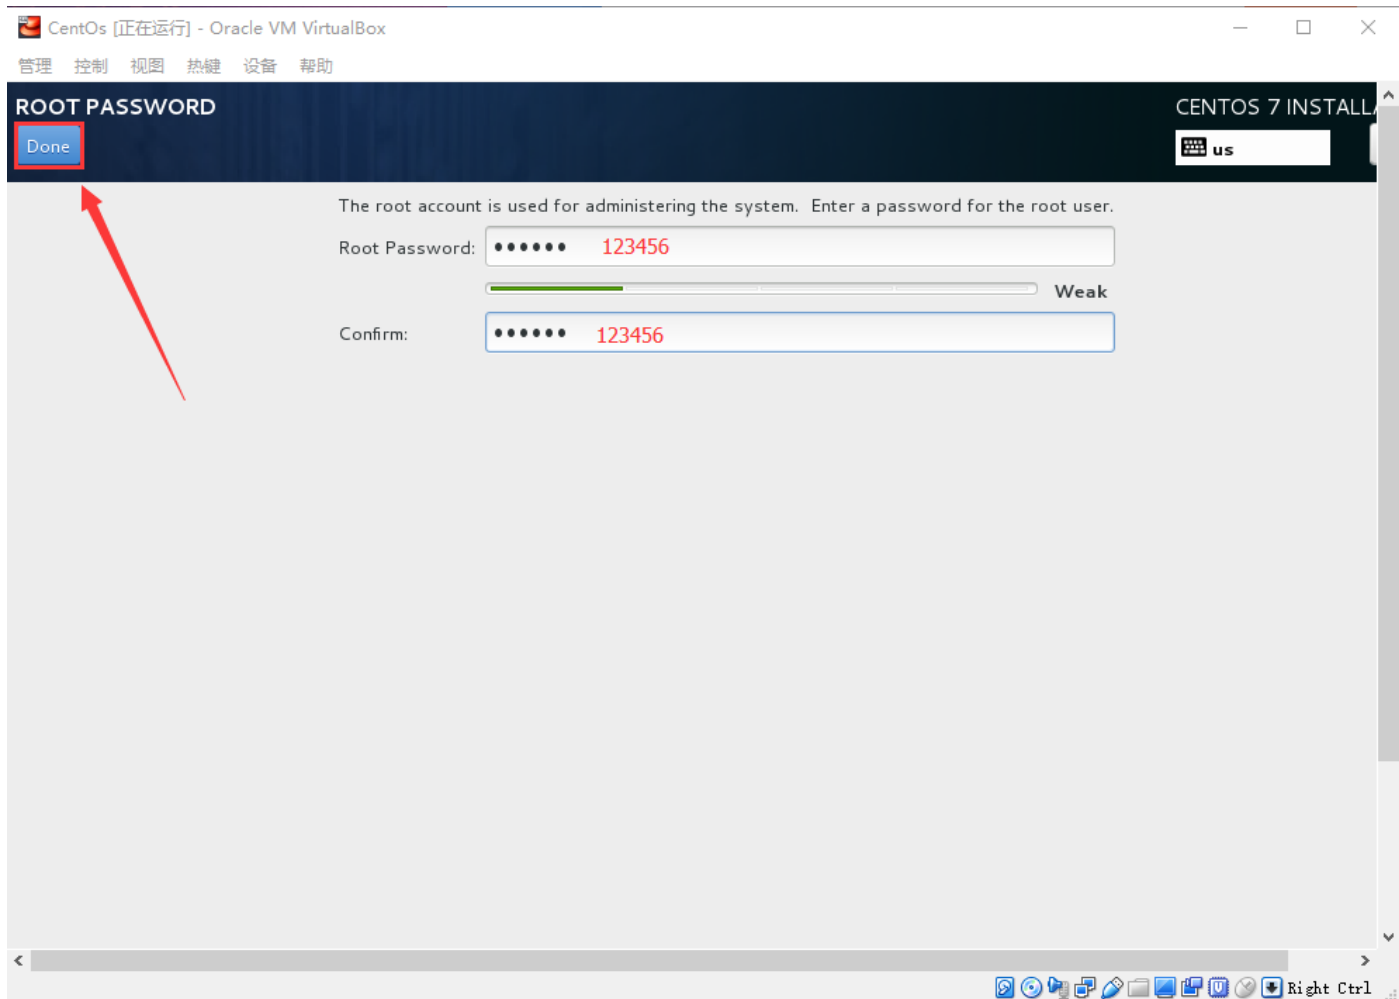 CentOs [正在运行] - Oracle VM VirtualBox
管理 控制 视图 热键 设备 帮助
ROOT PASSWORD
CENTOS 7 INSTALL
Done
us
The root account is used for administering the system. Enter a password for the root user.
Root Password: •••••• 123456
Weak
Confirm: •••••• 123456
Right Ctrl